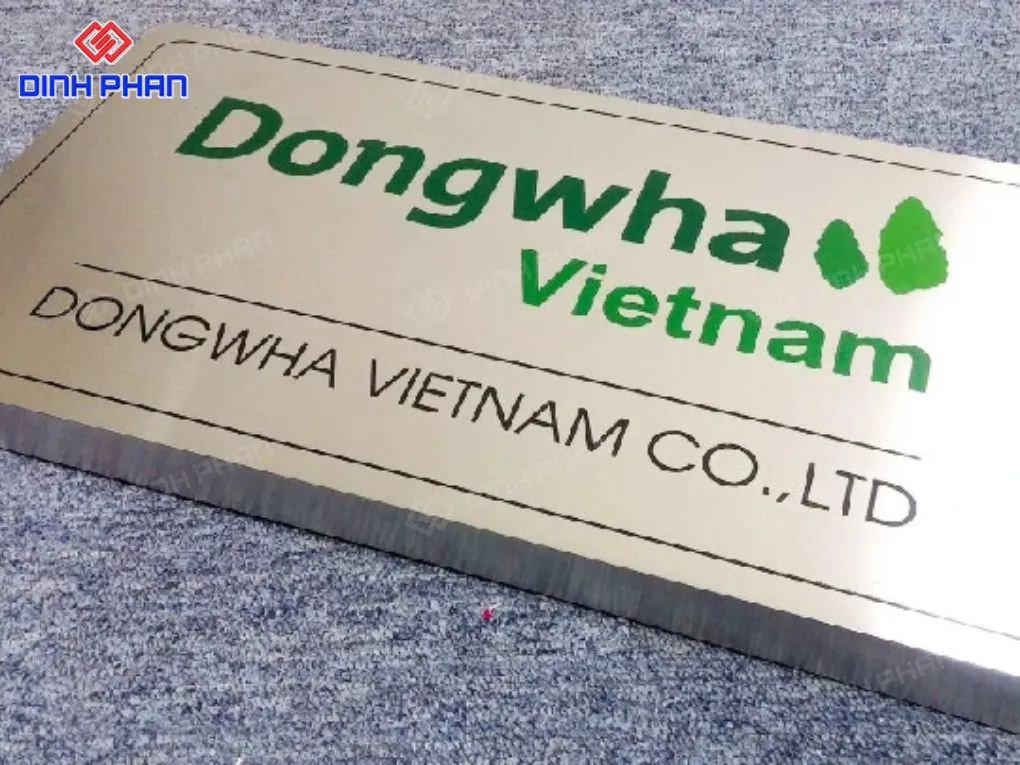 DINH PHAN
Dongwha
Vietnam
DONGWHA VIETNAM CO.,LTD